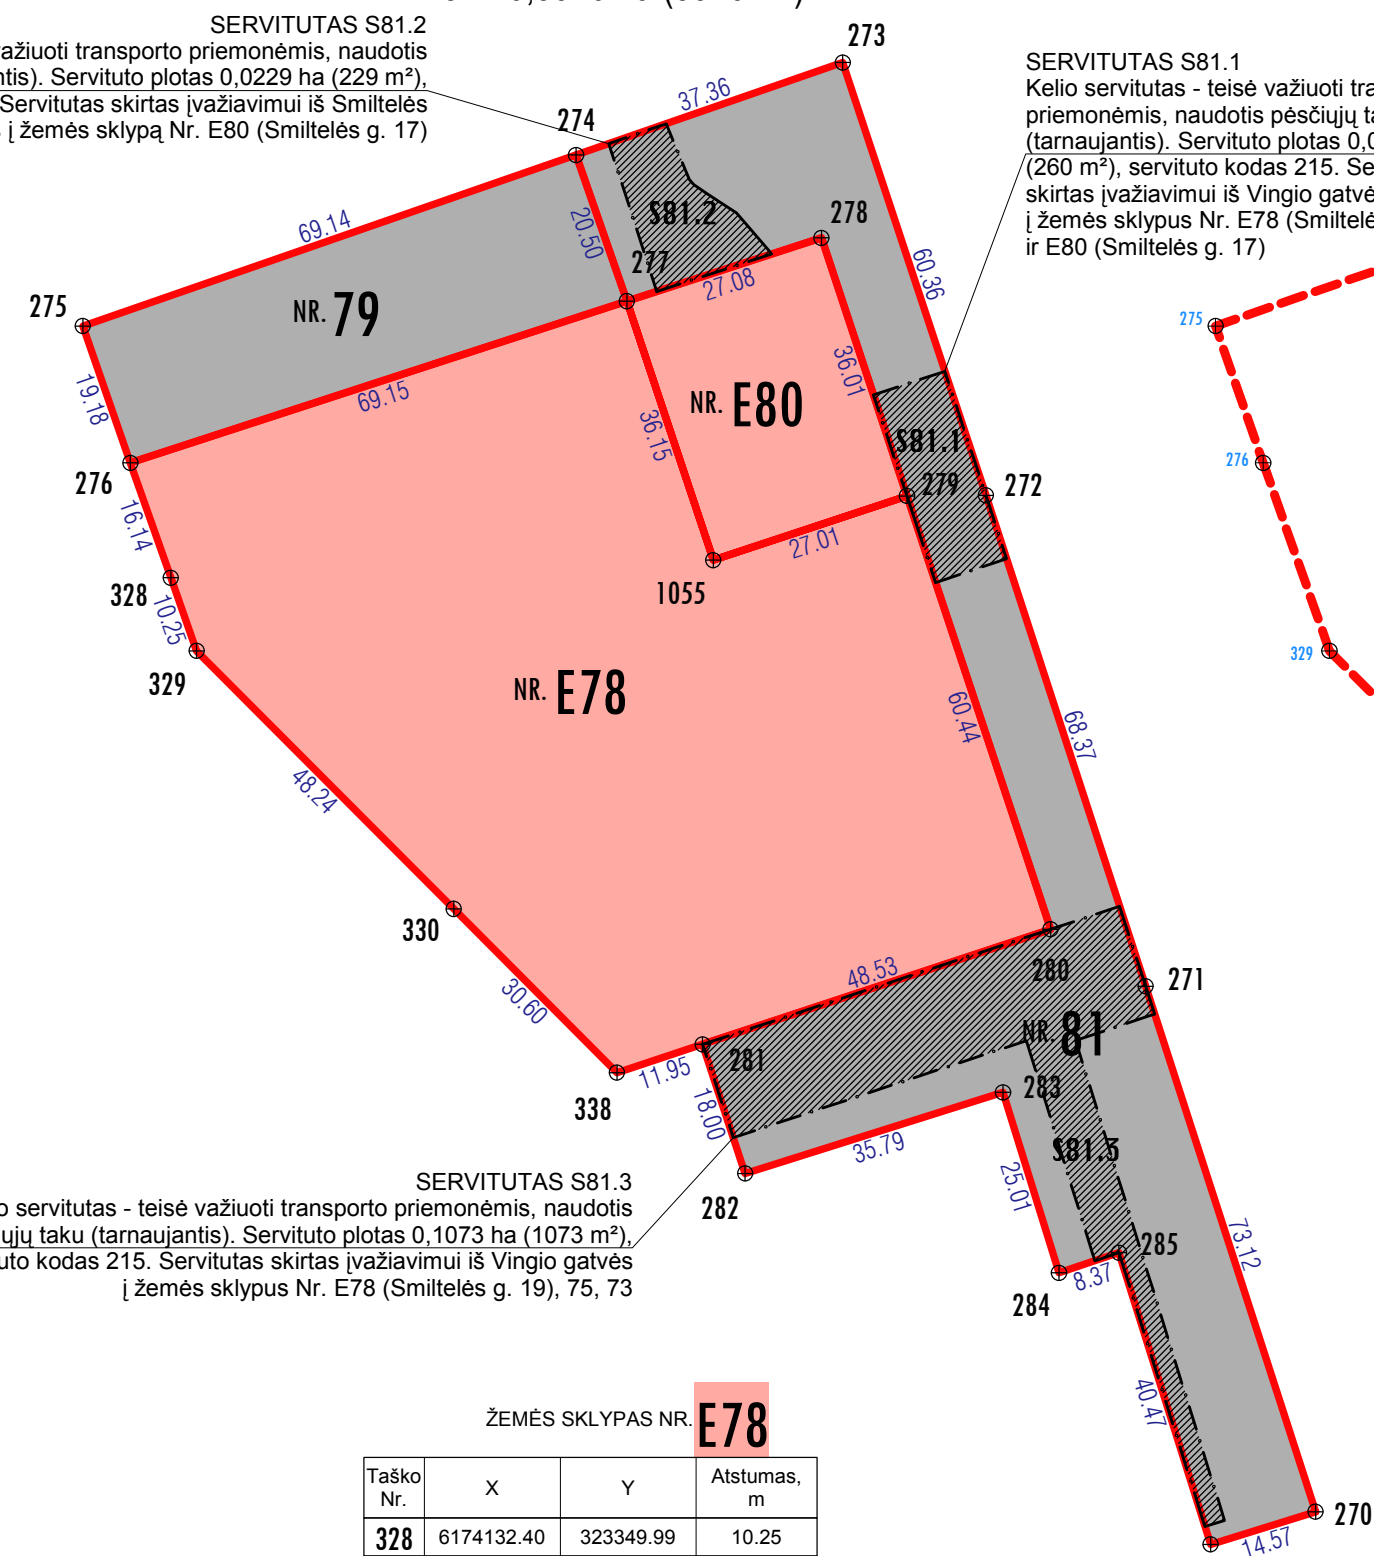 SERVITUTAS S81.2
važiuoti transporto priemonėmis, naudotis
Servituto plotas 0,0229 ha (229 m²),
Servitutas skirtas įvažiavimui iš Smiltelės
į žemės sklypą Nr. E80 (Smiltelės g. 17)
SERVITUTAS S81.1
Kelio servitutas - teisė važiuoti
priemonėmis, naudotis pėsčiųjų
(tarnaujantis). Servituto plotas
(260 m²), servituto kodas 215.
skirtas įvažiavimui iš Vingio
į žemės sklypus Nr. E78
ir E80 (Smiltelės g. 17)
273
37.36
274
69.14
20.50
S81.2
278
277
27.08
60.36
275
NR. 79
275
19.18
69.15
36.01
NR. E80
36.15
S81.1
276
276
279
272
16.14
27.01
328
1055
10.25
329
329
NR. E78
60.44
68.37
48.24
330
48.53
280
271
30.60
NR. 81
281
11.95
338
18.00
283
35.79
S81.3
25.01
282
285
8.37
284
73.12
SERVITUTAS S81.3
servitutas - teisė važiuoti transporto priemonėmis, naudotis
taku (tarnaujantis). Servituto plotas 0,1073 ha (1073 m²),
kodas 215. Servitutas skirtas įvažiavimui iš Vingio gatvės
į žemės sklypus Nr. E78 (Smiltelės g. 19), 75, 73
40.47
270
14.57
ŽEMĖS SKLYPAS NR. E78
Taško Nr. X Y Atstumas, m
328 6174132.40 323349.99 10.25